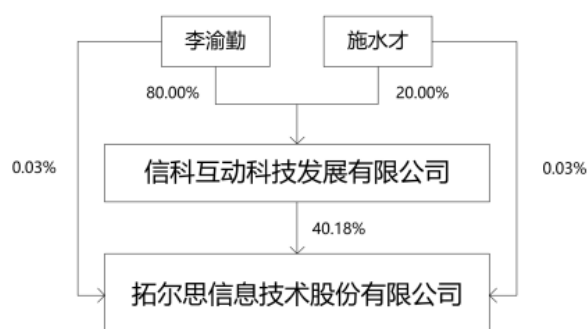 李渝勤
施水才
80.00%
20.00%
0.03%
信科互动科技发展有限公司
0.03%
40.18%
拓尔思信息技术股份有限公司